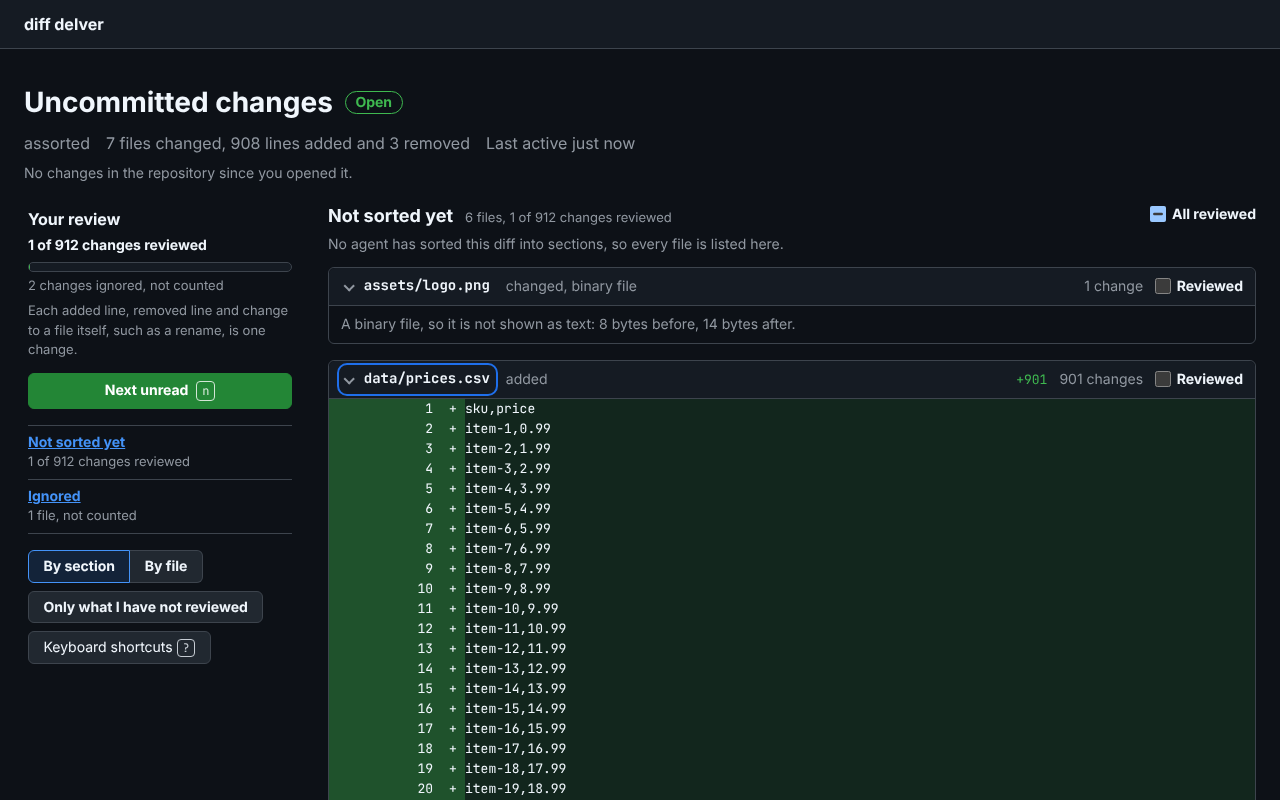 diff delver
Uncommitted changes Open
assorted 7 files changed, 908 lines added and 3 removed Last active just now
No changes in the repository since you opened it.
Your review
1 of 912 changes reviewed
2 changes ignored, not counted
Each added line, removed line and change
to a file itself, such as a rename, is one
change.
Next unread n
Not sorted yet
1 of 912 changes reviewed
Ignored
1 file, not counted
By section By file
Only what I have not reviewed
Keyboard shortcuts ?
Not sorted yet 6 files, 1 of 912 changes reviewed All reviewed
No agent has sorted this diff into sections, so every file is listed here.
assets/logo.png changed, binary file 1 change Reviewed
A binary file, so it is not shown as text: 8 bytes before, 14 bytes after.
data/prices.csv added +901 901 changes Reviewed
1 + sku,price
2 + item-1,0.99
3 + item-2,1.99
4 + item-3,2.99
5 + item-4,3.99
6 + item-5,4.99
7 + item-6,5.99
8 + item-7,6.99
9 + item-8,7.99
10 + item-9,8.99
11 + item-10,9.99
12 + item-11,10.99
13 + item-12,11.99
14 + item-13,12.99
15 + item-14,13.99
16 + item-15,14.99
17 + item-16,15.99
18 + item-17,16.99
19 + item-18,17.99
20 + item-19,18.99